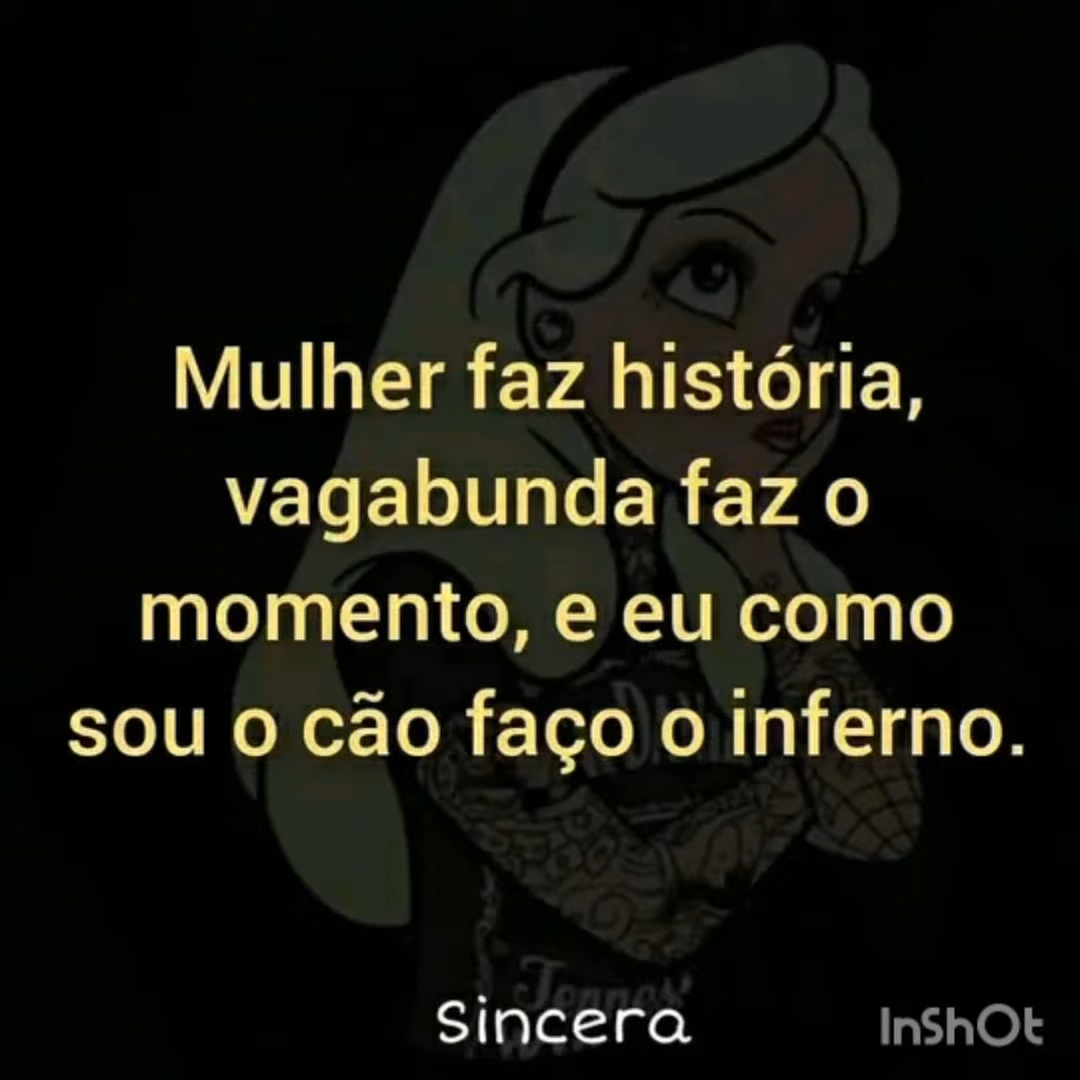 Mulher faz história,
vagabunda faz o
momento, e eu como
sou o cão faço o inferno.
Sincera
InShOt